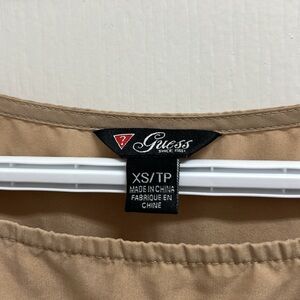 ?
Guess
SINCE 1981
XS/TP
MADE IN CHINA
FABRIQUE EN
CHINE